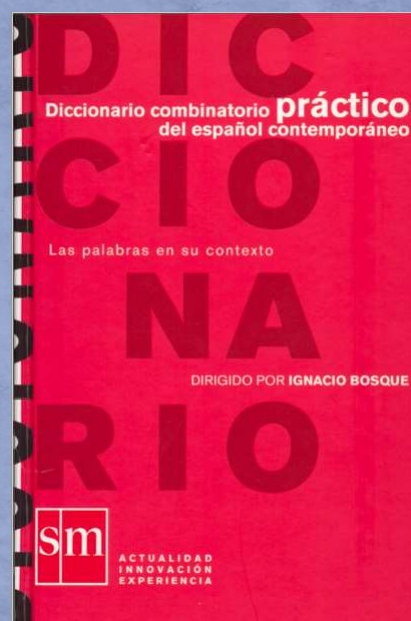 DIC
Diccionario combinatorio práctico
del español contemporáneo
CIO
Las palabras en su contexto
NA
DIRIGIDO POR IGNACIO BOSQUE
RIO
sm
ACTUALIDAD
INNOVACIÓN
EXPERIENCIA